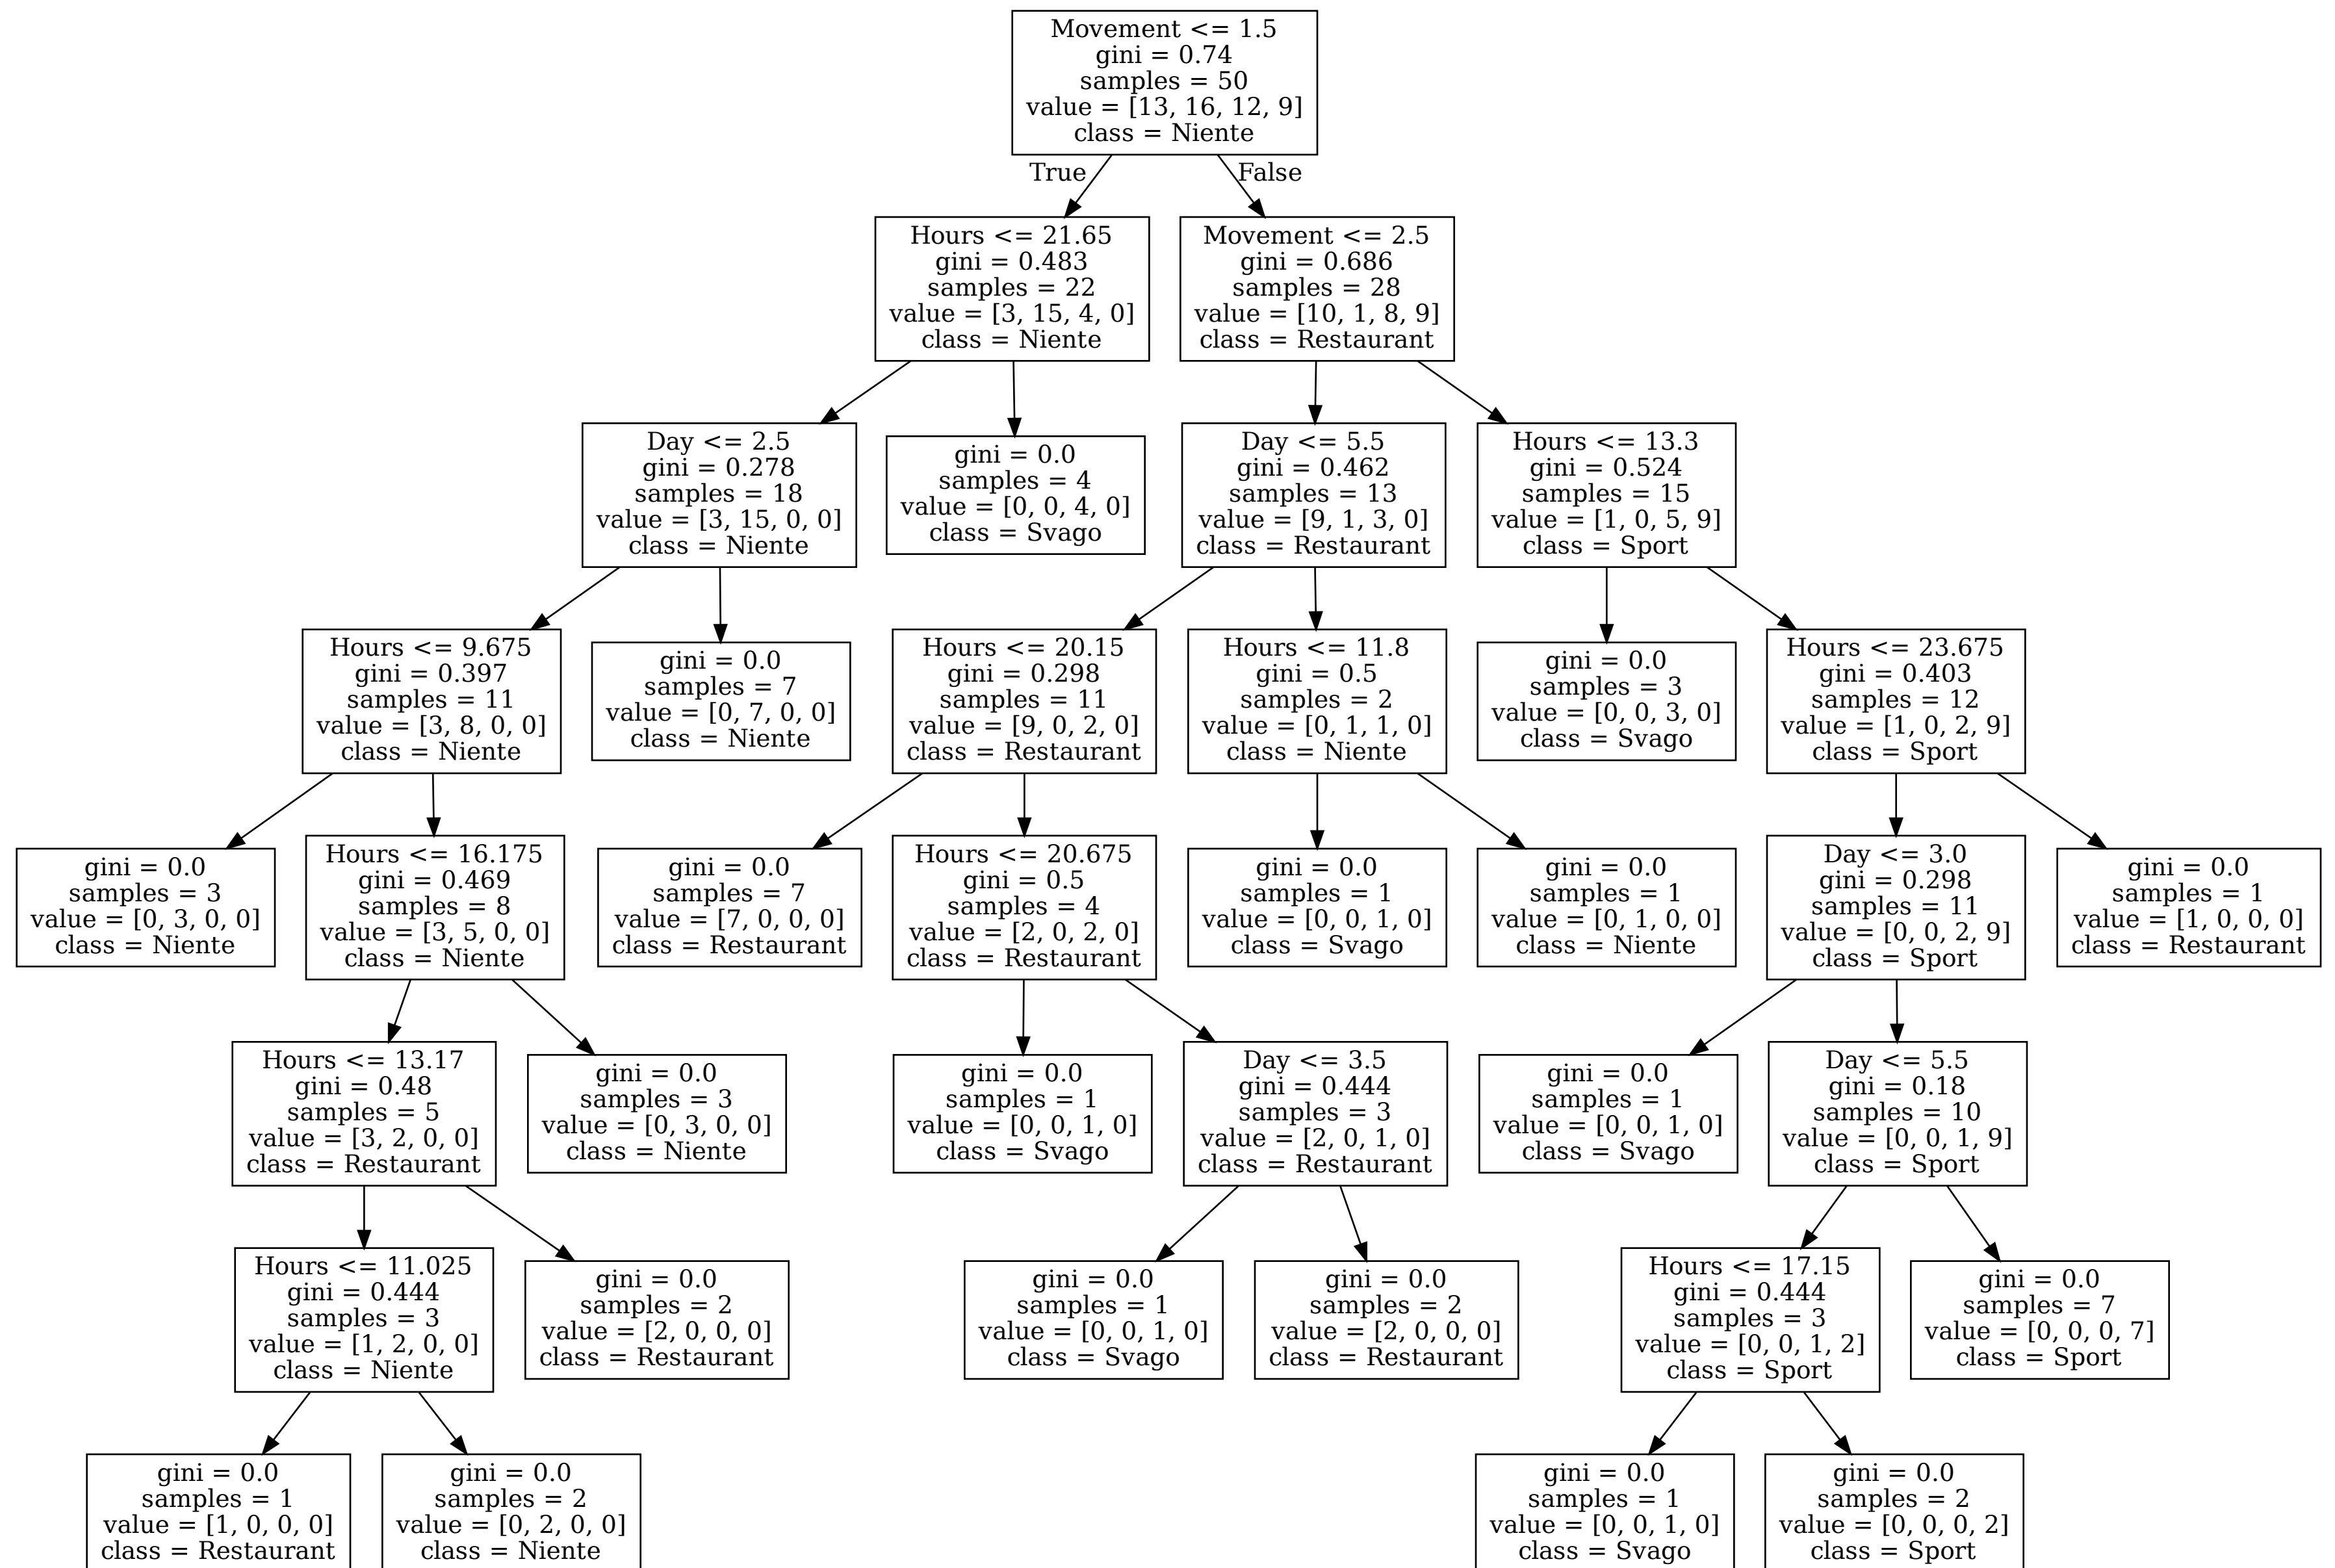 Movement <= 1.5
gini = 0.74
samples = 50
value = [13, 16, 12, 9]
class = Niente
True
False
Hours <= 21.65
gini = 0.483
samples = 22
value = [3, 15, 4, 0]
class = Niente
Movement <= 2.5
gini = 0.686
samples = 28
value = [10, 1, 8, 9]
class = Restaurant
Day <= 2.5
gini = 0.278
samples = 18
value = [3, 15, 0, 0]
class = Niente
gini = 0.0
samples = 4
value = [0, 0, 4, 0]
class = Svago
Day <= 5.5
gini = 0.462
samples = 13
value = [9, 1, 3, 0]
class = Restaurant
Hours <= 13.3
gini = 0.524
samples = 15
value = [1, 0, 5, 9]
class = Sport
Hours <= 9.675
gini = 0.397
samples = 11
value = [3, 8, 0, 0]
class = Niente
gini = 0.0
samples = 7
value = [0, 7, 0, 0]
class = Niente
Hours <= 20.15
gini = 0.298
samples = 11
value = [9, 0, 2, 0]
class = Restaurant
Hours <= 11.8
gini = 0.5
samples = 2
value = [0, 1, 1, 0]
class = Niente
gini = 0.0
samples = 3
value = [0, 0, 3, 0]
class = Svago
Hours <= 23.675
gini = 0.403
samples = 12
value = [1, 0, 2, 9]
class = Sport
gini = 0.0
samples = 3
value = [0, 3, 0, 0]
class = Niente
Hours <= 16.175
gini = 0.469
samples = 8
value = [3, 5, 0, 0]
class = Niente
gini = 0.0
samples = 7
value = [7, 0, 0, 0]
class = Restaurant
Hours <= 20.675
gini = 0.5
samples = 4
value = [2, 0, 2, 0]
class = Restaurant
gini = 0.0
samples = 1
value = [0, 0, 1, 0]
class = Svago
gini = 0.0
samples = 1
value = [0, 1, 0, 0]
class = Niente
Day <= 3.0
gini = 0.298
samples = 11
value = [0, 0, 2, 9]
class = Sport
gini = 0.0
samples = 1
value = [1, 0, 0, 0]
class = Restaurant
Hours <= 13.17
gini = 0.48
samples = 5
value = [3, 2, 0, 0]
class = Restaurant
gini = 0.0
samples = 3
value = [0, 3, 0, 0]
class = Niente
gini = 0.0
samples = 1
value = [0, 0, 1, 0]
class = Svago
Day <= 3.5
gini = 0.444
samples = 3
value = [2, 0, 1, 0]
class = Restaurant
gini = 0.0
samples = 1
value = [0, 0, 1, 0]
class = Svago
Day <= 5.5
gini = 0.18
samples = 10
value = [0, 0, 1, 9]
class = Sport
Hours <= 11.025
gini = 0.444
samples = 3
value = [1, 2, 0, 0]
class = Niente
gini = 0.0
samples = 2
value = [2, 0, 0, 0]
class = Restaurant
gini = 0.0
samples = 1
value = [0, 0, 1, 0]
class = Svago
gini = 0.0
samples = 2
value = [2, 0, 0, 0]
class = Restaurant
Hours <= 17.15
gini = 0.444
samples = 3
value = [0, 0, 1, 2]
class = Sport
gini = 0.0
samples = 7
value = [0, 0, 0, 7]
class = Sport
gini = 0.0
samples = 1
value = [1, 0, 0, 0]
class = Restaurant
gini = 0.0
samples = 2
value = [0, 2, 0, 0]
class = Niente
gini = 0.0
samples = 1
value = [0, 0, 1, 0]
class = Svago
gini = 0.0
samples = 2
value = [0, 0, 0, 2]
class = Sport